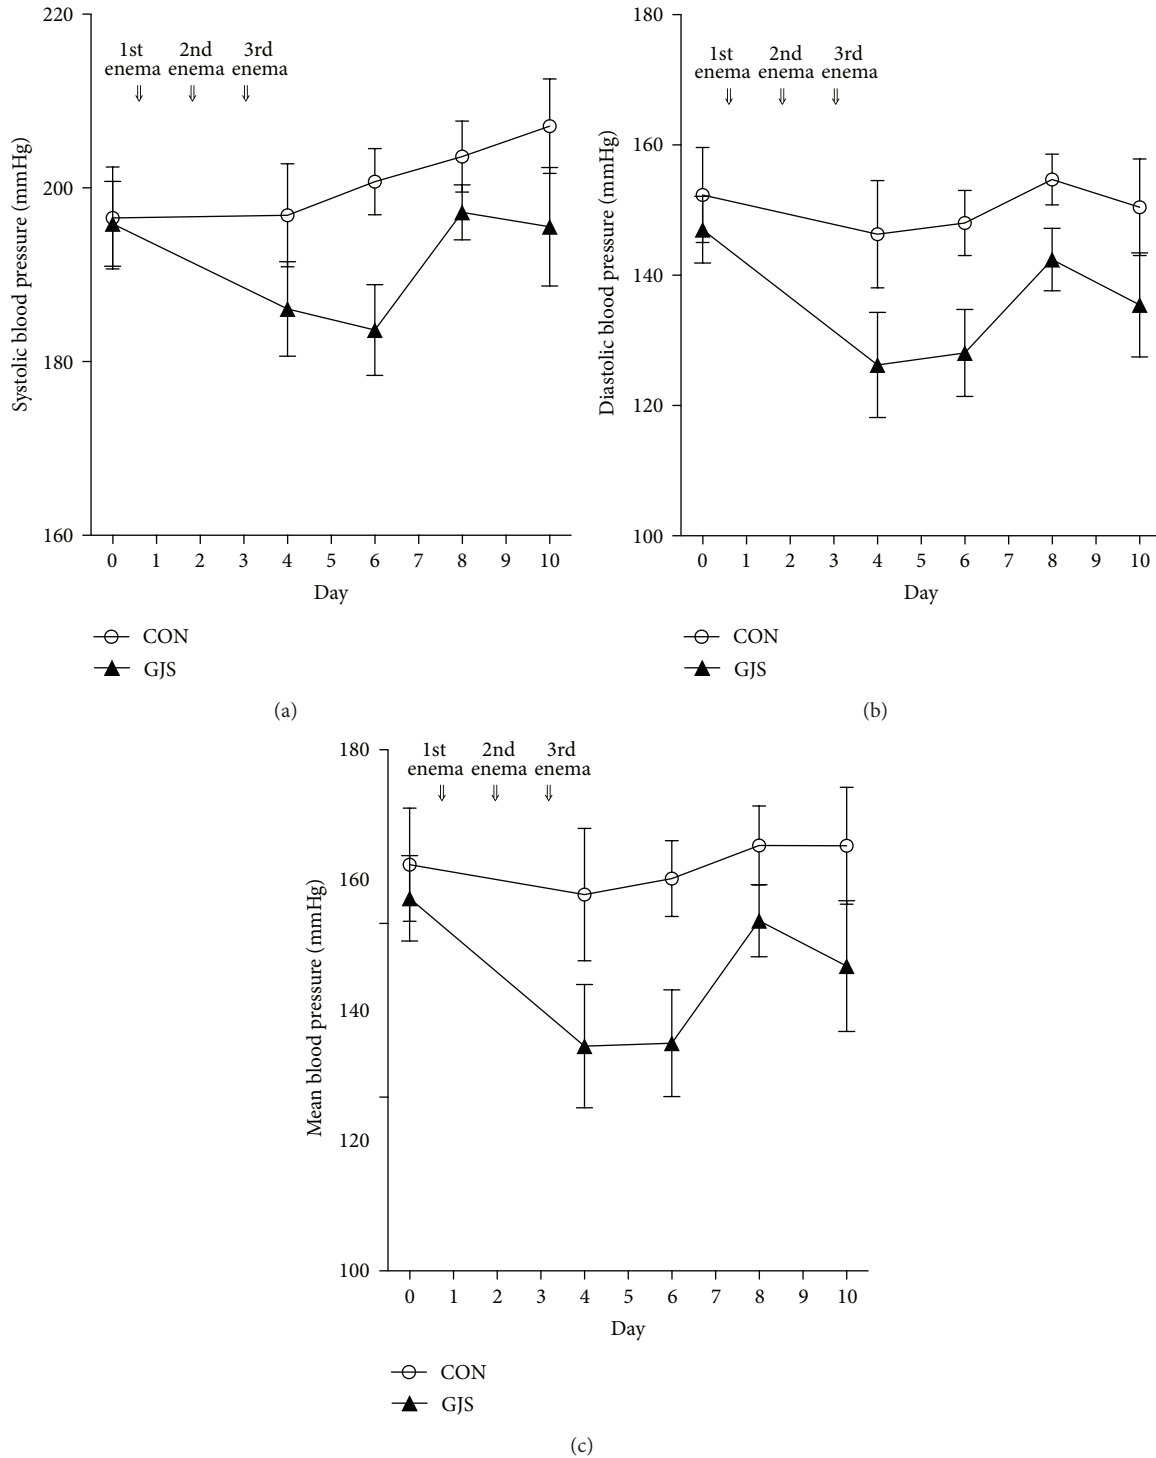 220
200
180
160
Systolic blood pressure (mmHg)
1st 2nd 3rd
enema enema enema
0 1 2 3 4 5 6 7 8 9 10
Day
CON
GJS
(a)
180
160
140
120
100
Diastolic blood pressure (mmHg)
1st 2nd 3rd
enema enema enema
0 1 2 3 4 5 6 7 8 9 10
Day
CON
GJS
(b)
180
160
140
120
100
Mean blood pressure (mmHg)
1st 2nd 3rd
enema enema enema
0 1 2 3 4 5 6 7 8 9 10
Day
CON
GJS
(c)